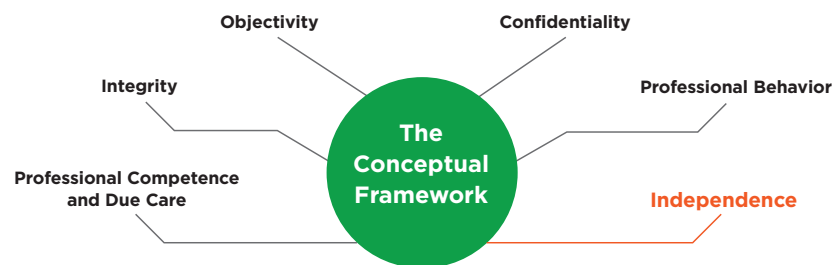 Objectivity
Confidentiality
Integrity
Professional Behavior
The
Conceptual
Framework
Professional Competence
and Due Care
Independence